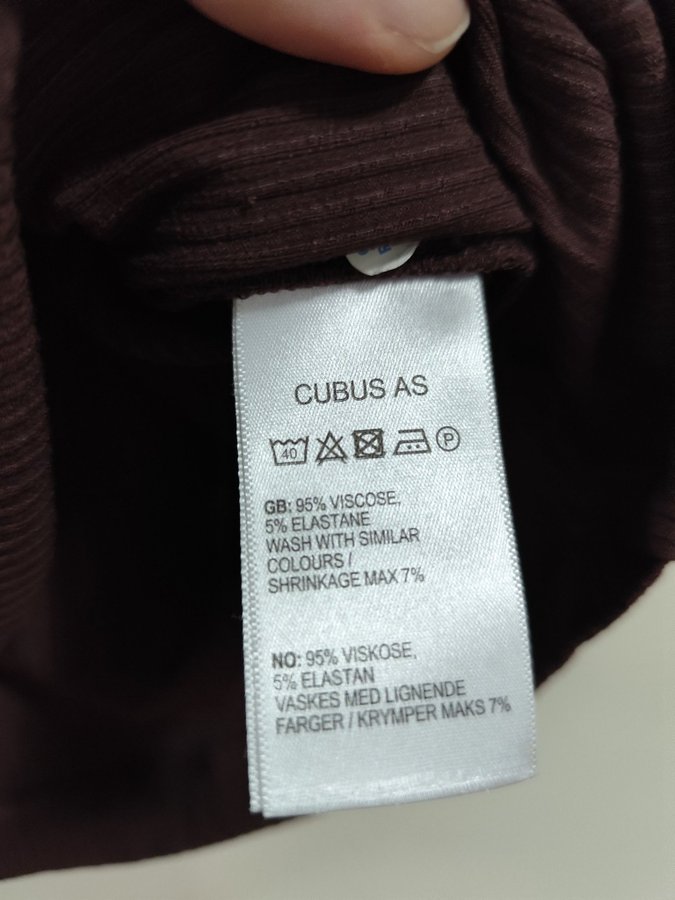 CUBUS AS
40 P
GB: 95% VISCOSE,
5% ELASTANE
WASH WITH SIMILAR
COLOURS /
SHRINKAGE MAX 7%
NO: 95% VISKOSE,
5% ELASTAN
VASKES MED LIGNENDE
FARGER / KRYMPER MAKS 7%